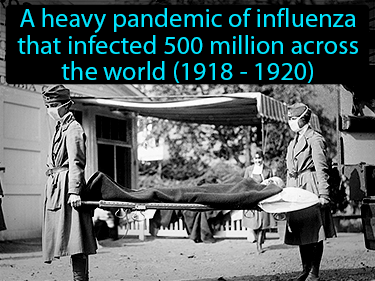 A heavy pandemic of influenza
that infected 500 million across
the world (1918 - 1920)